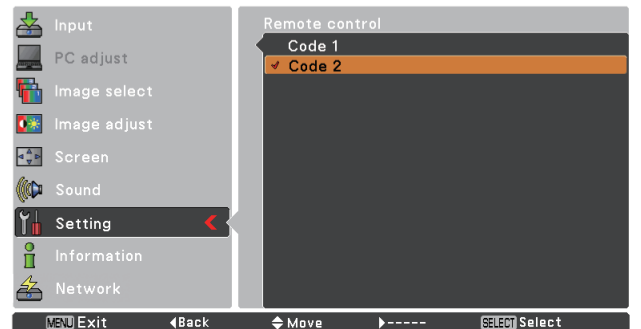 Input
PC adjust
Image select
Image adjust
Screen
Sound
Setting
Information
Network
Remote control
Code 1
Code 2
MENU Exit Back Move ----- SELECT Select